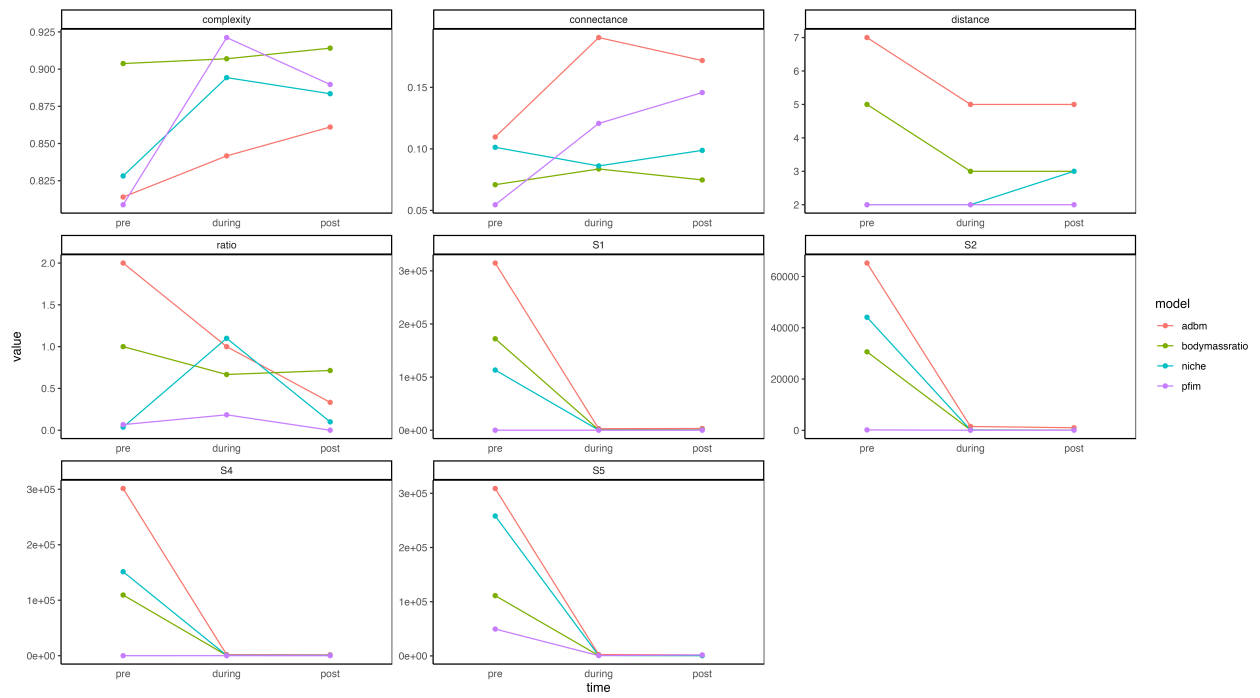 complexity
connectance
distance
0.925
0.900
0.875
0.850
0.825
0.15
0.10
0.05
7
6
5
4
3
2
pre during post
pre during post
pre during post
ratio
S1
S2
2.0
1.5
1.0
0.5
0.0
3e+05
2e+05
1e+05
0e+00
60000
40000
20000
0
pre during post
pre during post
pre during post
S4
S5
3e+05
2e+05
1e+05
0e+00
3e+05
2e+05
1e+05
0e+00
pre during post
pre during post
value
time
model
adbm
bodymassratio
niche
pfim